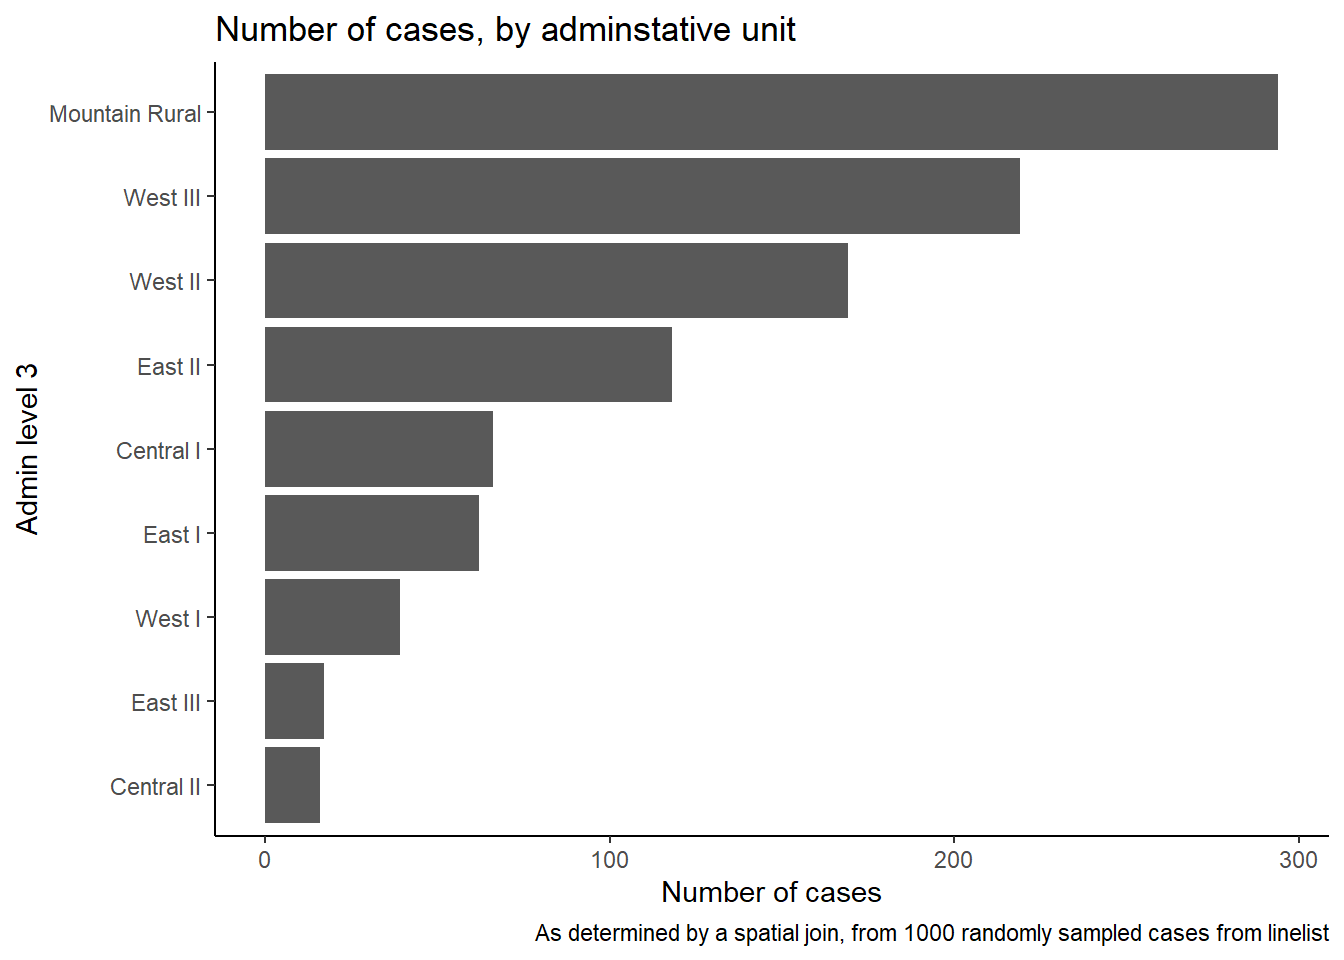 Number of cases, by adminstative unit
Admin level 3
Mountain Rural
West III
West II
East II
Central I
East I
West I
East III
Central II
0 100 200 300
Number of cases
As determined by a spatial join, from 1000 randomly sampled cases from linelist